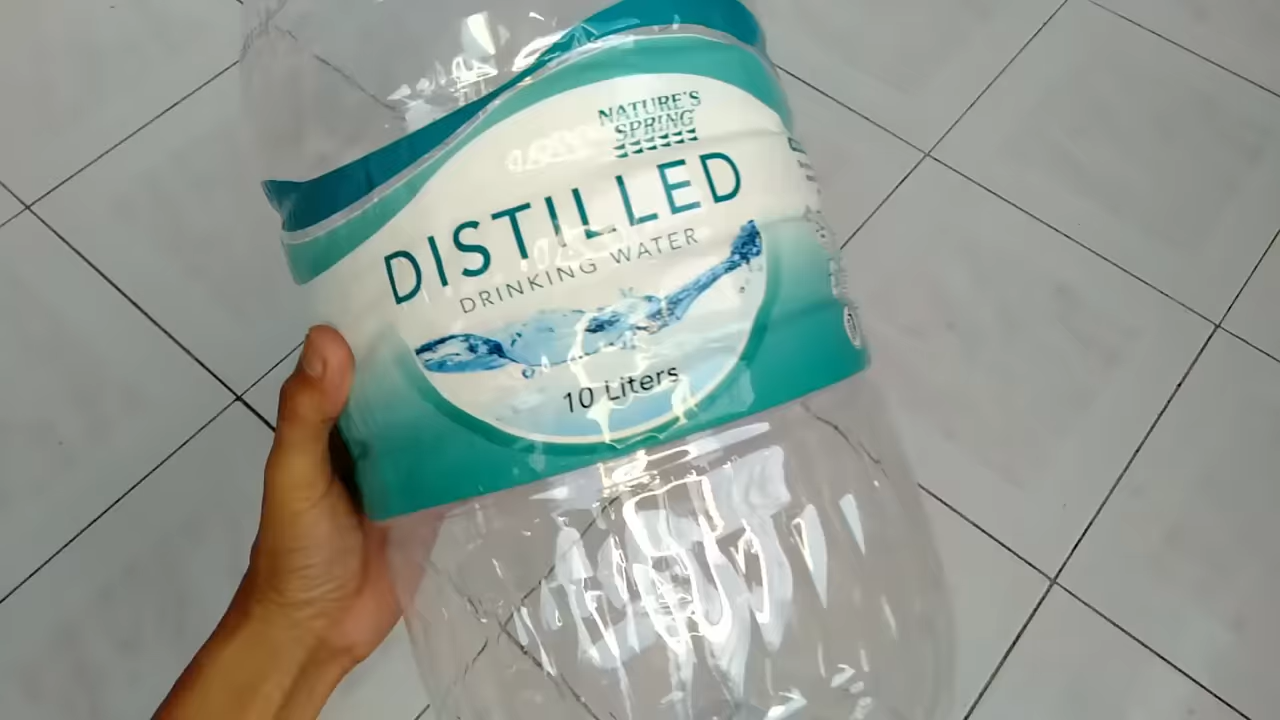 NATURE'S
SPRING
DISTILLED
DRINKING WATER
10 Liters